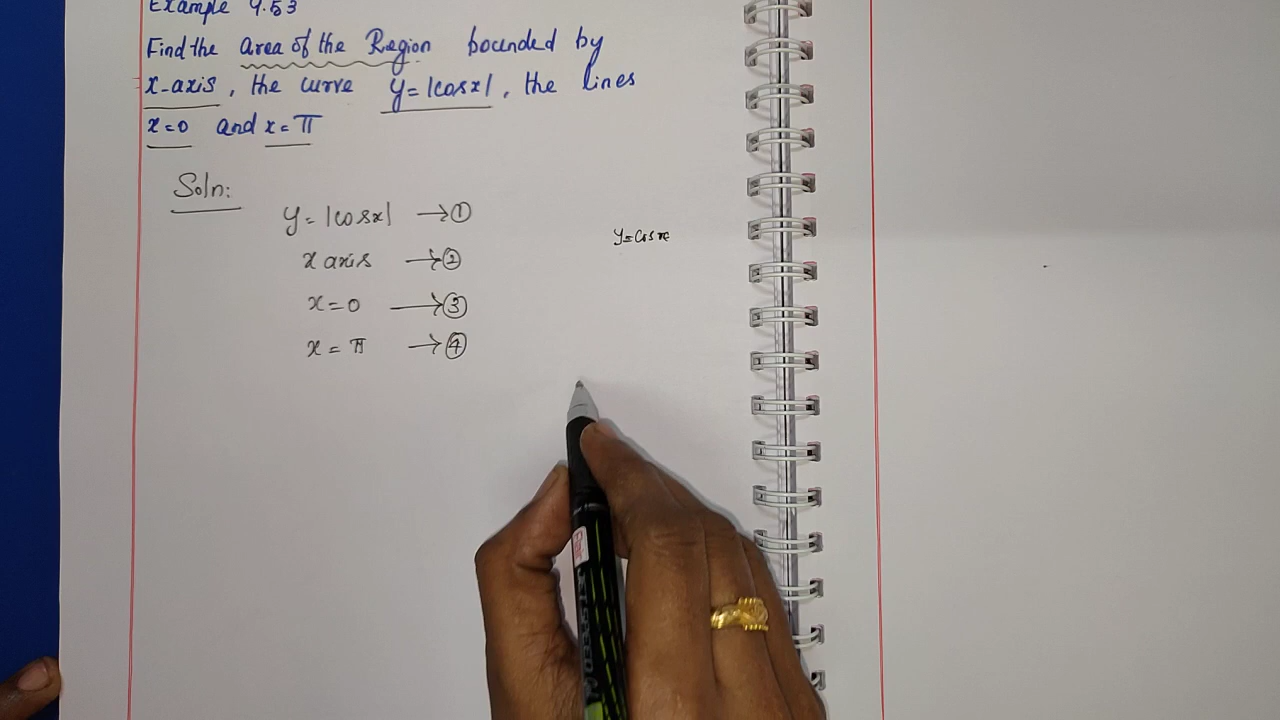 Example 9.53
Find the area of the Region bounded by
x-axis, the curve y=|cosx|, the lines
x=0 and x=π
Soln:
y=|cosx| →①
x axis →②
x=0 →③
x=π →④
y=cosx